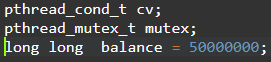 pthread_cond_t cv;
pthread_mutex_t mutex;
long long  balance = 50000000;